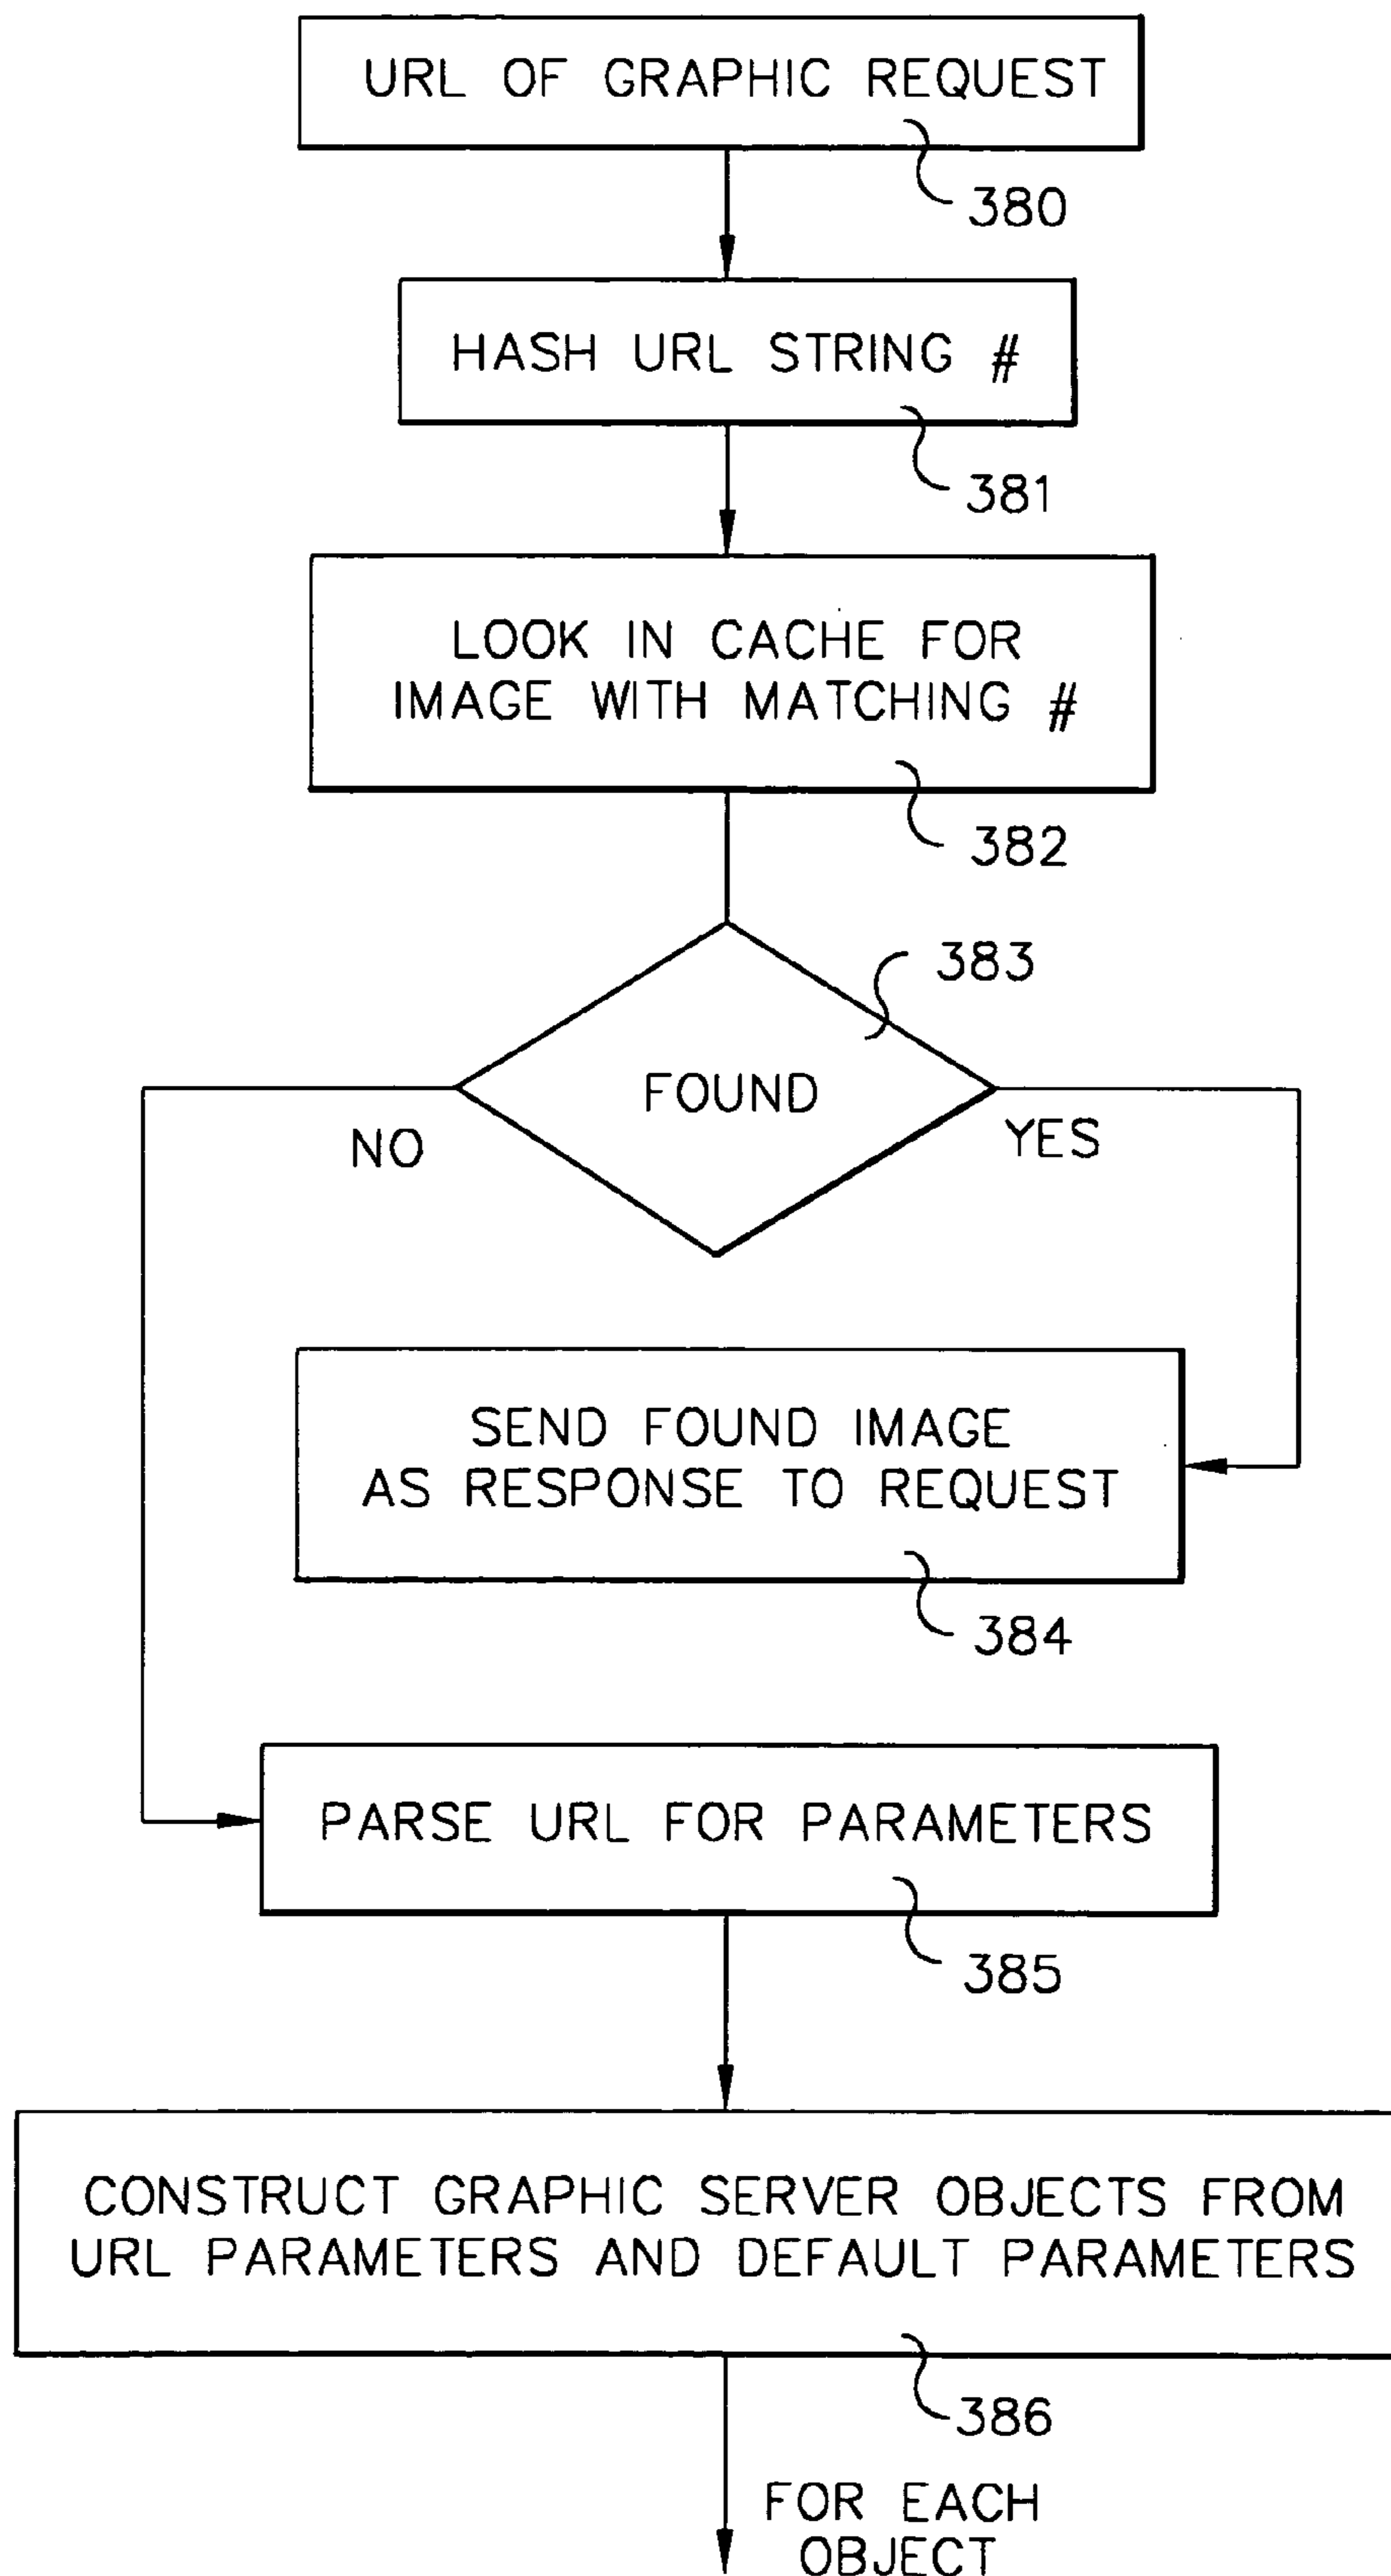 URL OF GRAPHIC REQUEST
380
HASH URL STRING #
381
LOOK IN CACHE FOR
IMAGE WITH MATCHING #
382
383
FOUND
NO
YES
SEND FOUND IMAGE
AS RESPONSE TO REQUEST
384
PARSE URL FOR PARAMETERS
385
CONSTRUCT GRAPHIC SERVER OBJECTS FROM
URL PARAMETERS AND DEFAULT PARAMETERS
386
FOR EACH
OBJECT